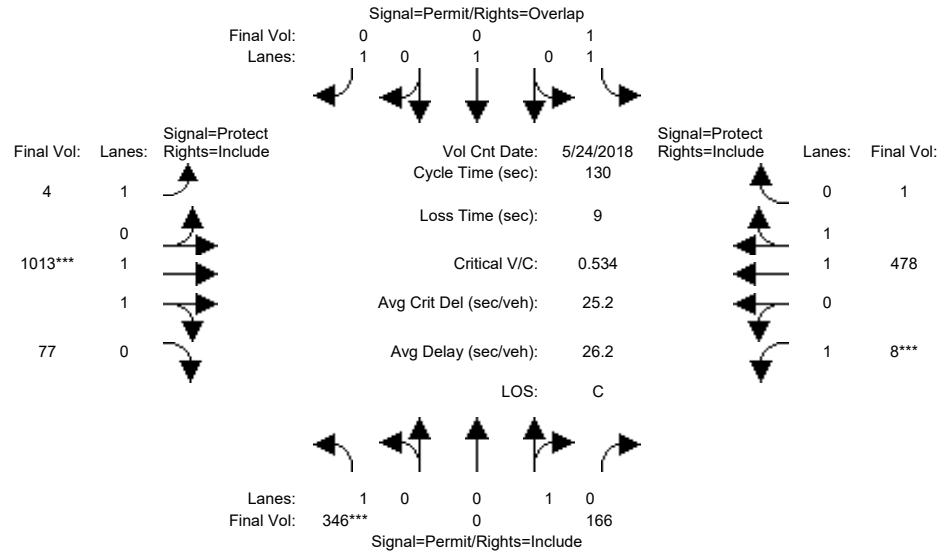 Signal=Permit/Rights=Overlap
Final Vol: 0 0 1
Lanes: 1 0 1 0 1
Signal=Protect Signal=Protect
Final Vol: Lanes: Rights=Include Vol Cnt Date: 5/24/2018 Rights=Include Lanes: Final Vol:
Cycle Time (sec): 130
4 1 0 1
Loss Time (sec): 9
0 1
1013*** 1 Critical V/C: 0.534 1 478
1 Avg Crit Del (sec/veh): 25.2 0
77 0 Avg Delay (sec/veh): 26.2 1 8***
LOS: C
Lanes: 1 0 0 1 0
Final Vol: 346*** 0 166
Signal=Permit/Rights=Include